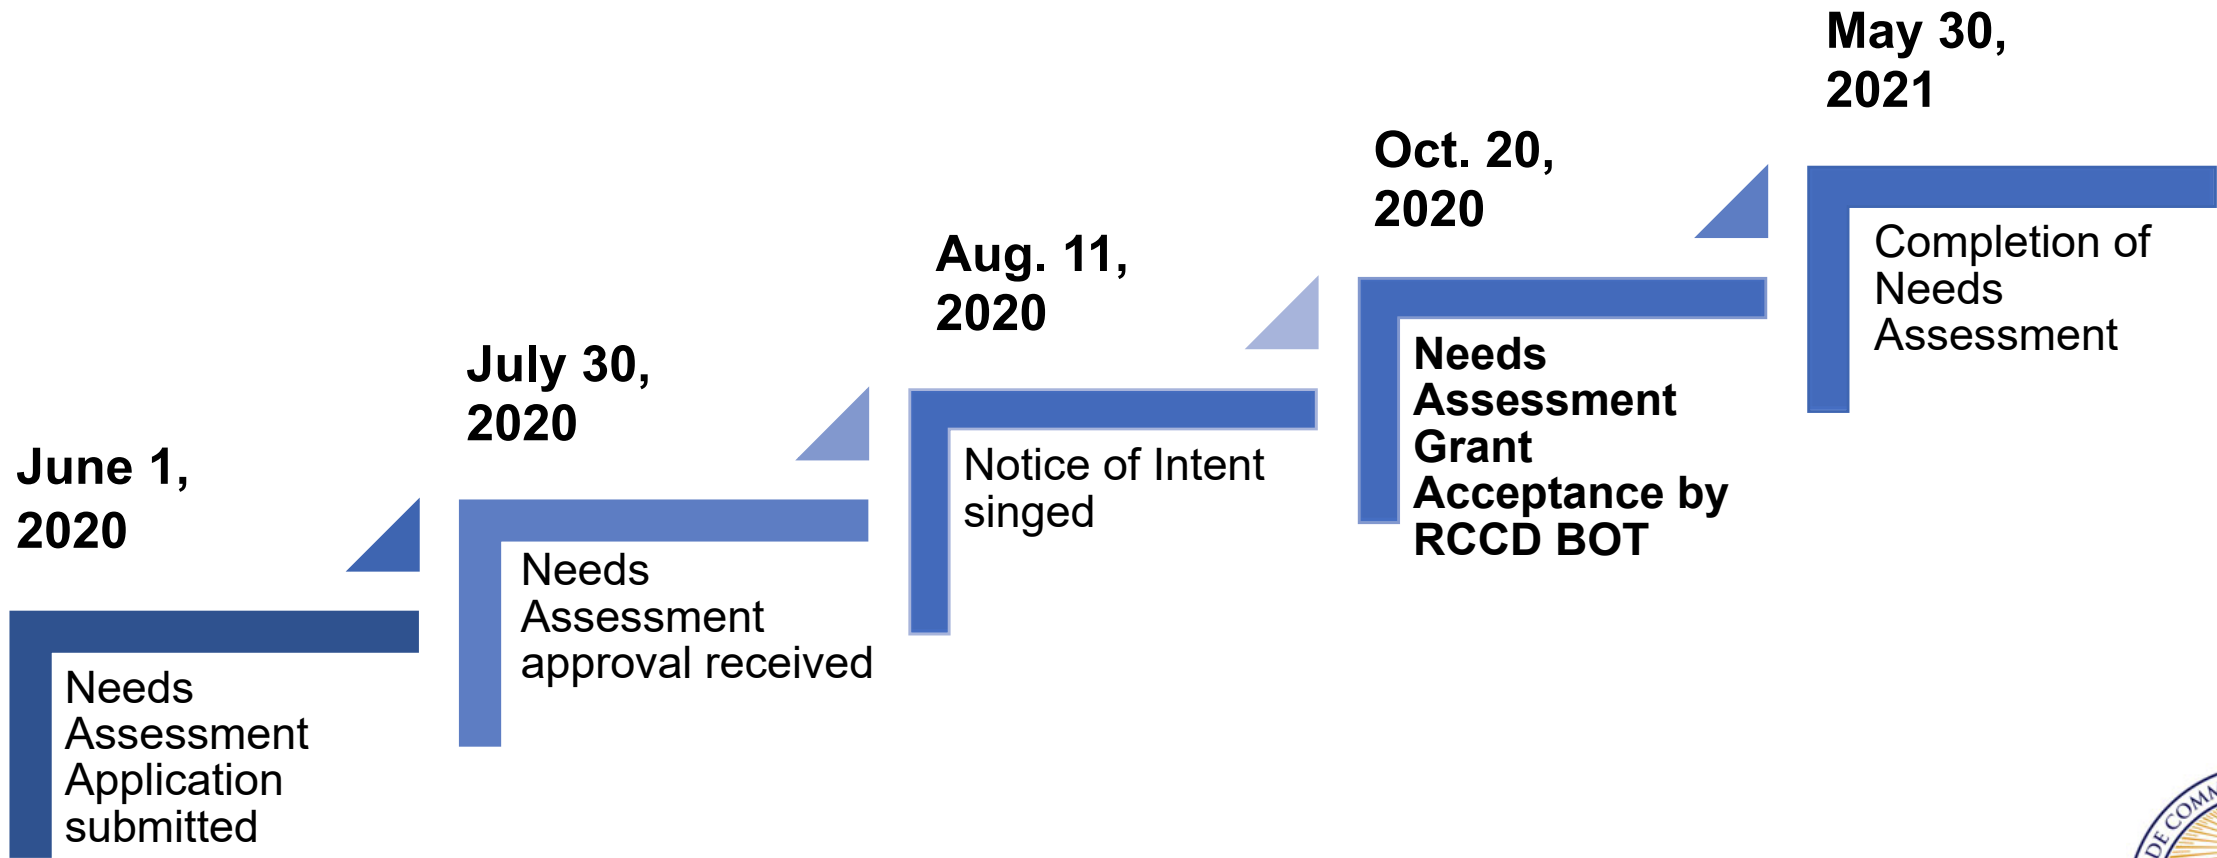 June 1,
2020
Needs
Assessment
Application
submitted
July 30,
2020
Needs
Assessment
approval received
Aug. 11,
2020
Notice of Intent
singed
Oct. 20,
2020
Needs
Assessment
Grant
Acceptance by
RCCD BOT
May 30,
2021
Completion of
Needs
Assessment